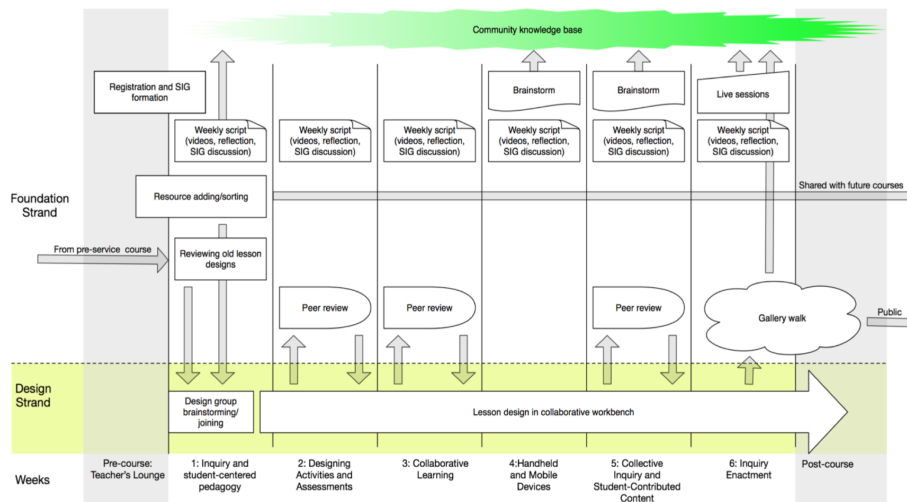 Community knowledge base
Registration and SIG
formation
Brainstorm
Brainstorm
Live sessions
Weekly script
(videos, reflection,
SIG discussion)
Weekly script
(videos, reflection,
SIG discussion)
Weekly script
(videos, reflection,
SIG discussion)
Weekly script
(videos, reflection,
SIG discussion)
Weekly script
(videos, reflection,
SIG discussion)
Weekly script
(videos, reflection,
SIG discussion)
Foundation
Strand
Resource adding/sorting
Shared with future courses
From pre-service course
Reviewing old lesson
designs
Peer review
Peer review
Peer review
Gallery walk
Public
Design
Strand
Design group
brainstorming/
joining
Lesson design in collaborative workbench
Weeks
Pre-course:
Teacher's Lounge
1: Inquiry and
student-centered
pedagogy
2: Designing
Activities and
Assessments
3: Collaborative
Learning
4:Handheld
and Mobile
Devices
5: Collective
Inquiry and
Student-Contributed
Content
6: Inquiry
Enactment
Post-course